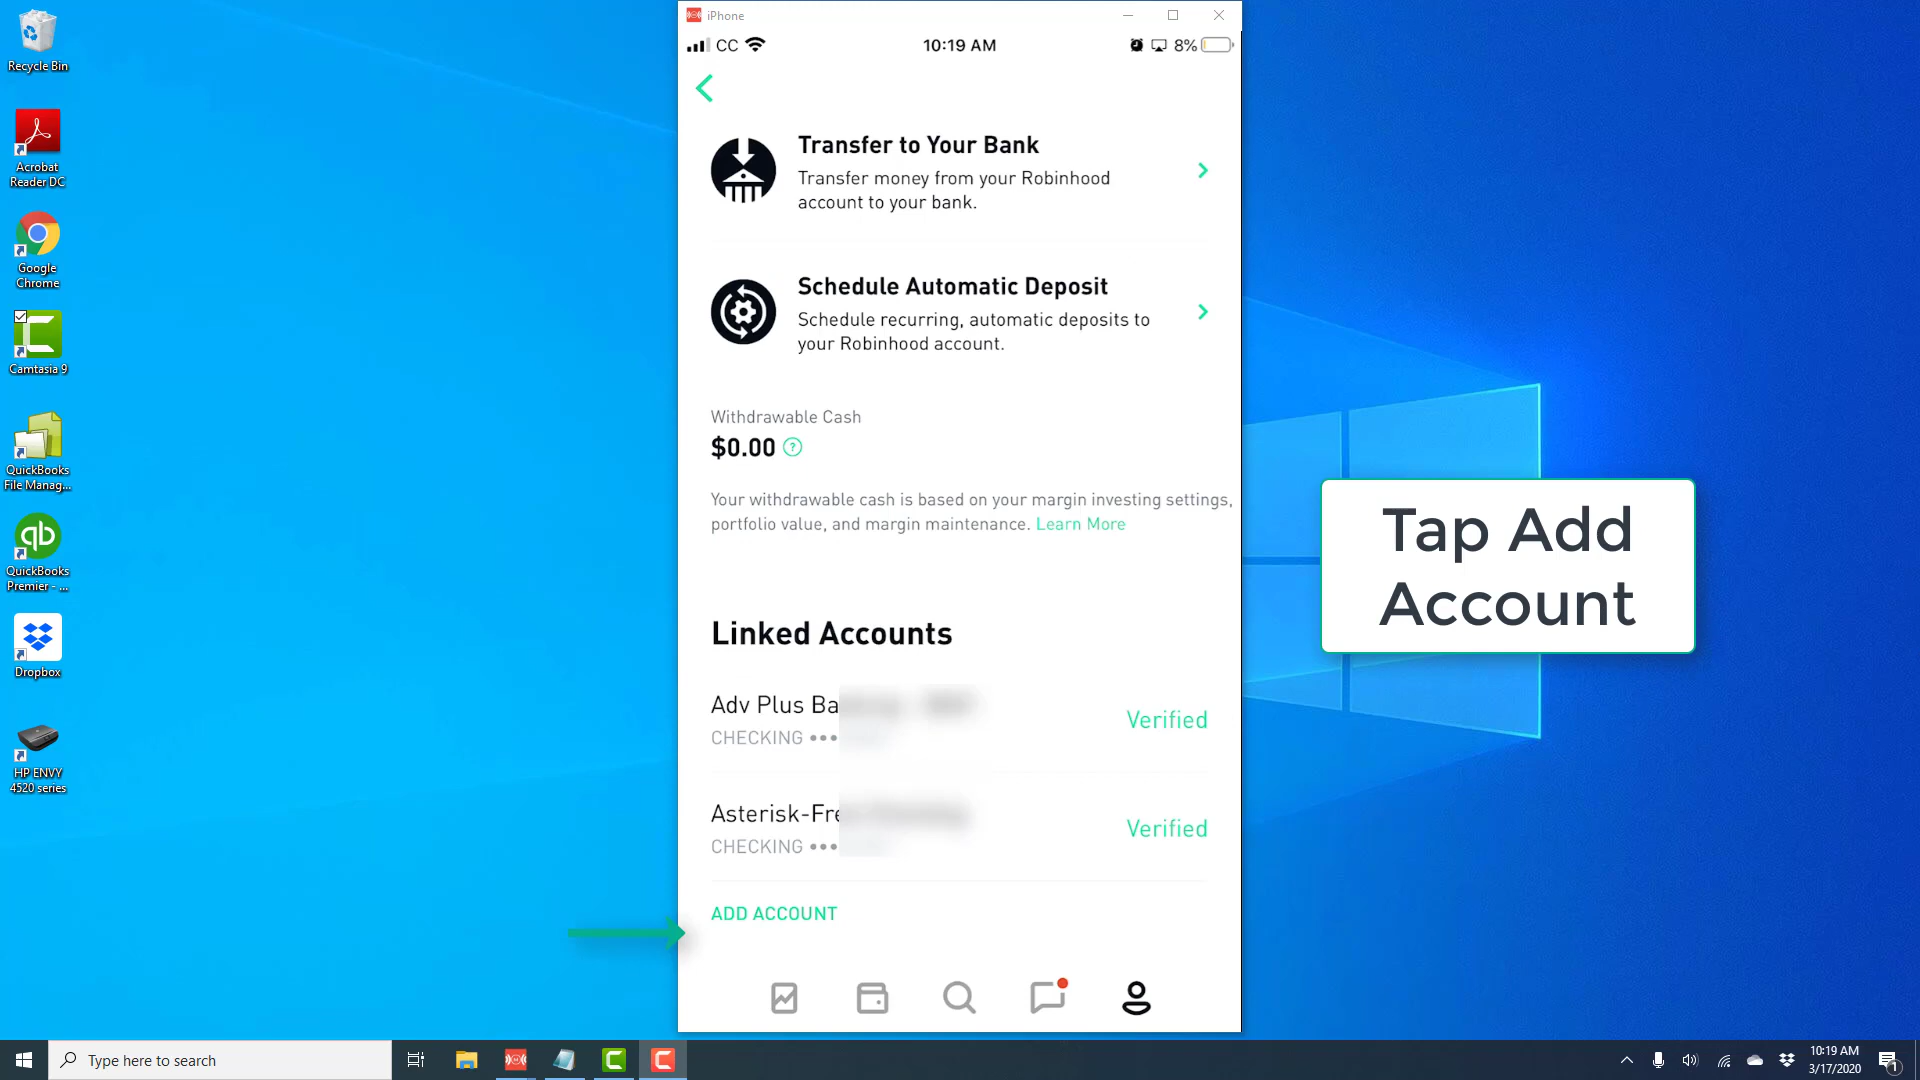 Recycle Bin
Acrobat
Reader DC
Google
Chrome
Camtasia 9
QuickBooks
File Manag...
QuickBooks
Premier - ...
Dropbox
HP ENVY
4520 series
iPhone
CC
10:19 AM
8%
Transfer to Your Bank
Transfer money from your Robinhood
account to your bank.
Schedule Automatic Deposit
Schedule recurring, automatic deposits to
your Robinhood account.
Withdrawable Cash
$0.00 ?
Your withdrawable cash is based on your margin investing settings,
portfolio value, and margin maintenance. Learn More
Linked Accounts
Adv Plus
Verified
CHECKING •••
Verified
CHECKING •••
ADD ACCOUNT
Tap Add
Account
Type here to search
10:19 AM
3/17/2020
1